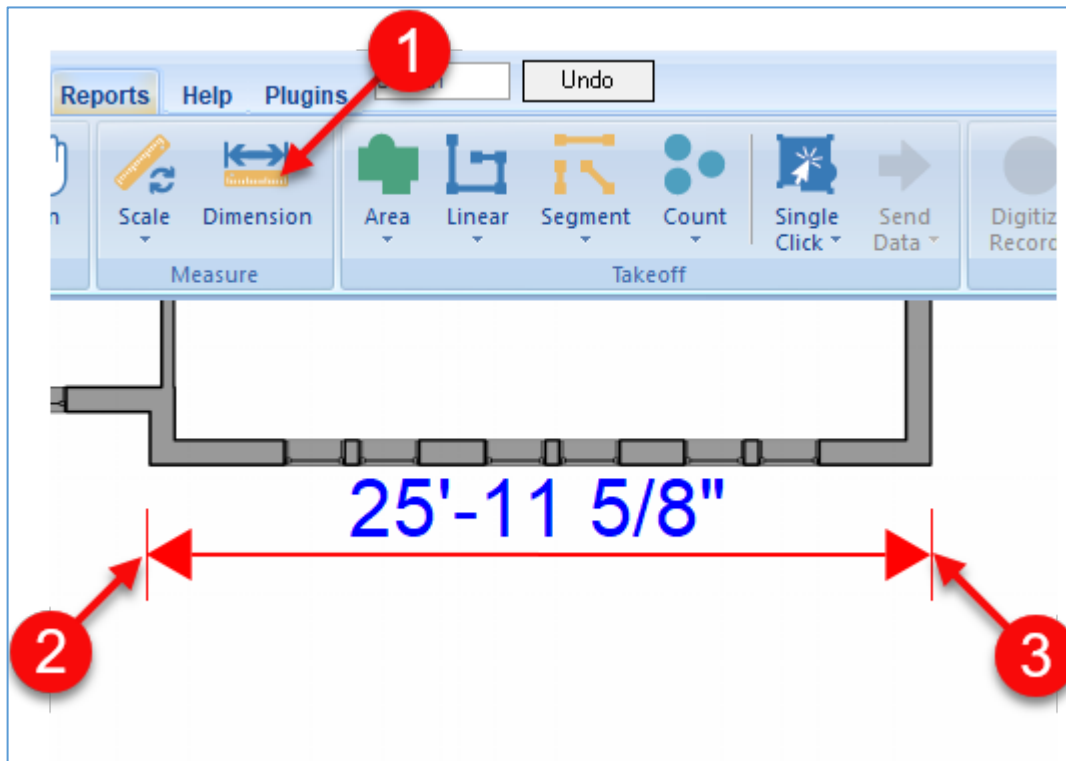 1
Reports Help Plugins Undo
Scale Dimension Area Linear Segment Count Single Click Send Data
Measure Takeoff
25'-11 5/8"
2 3